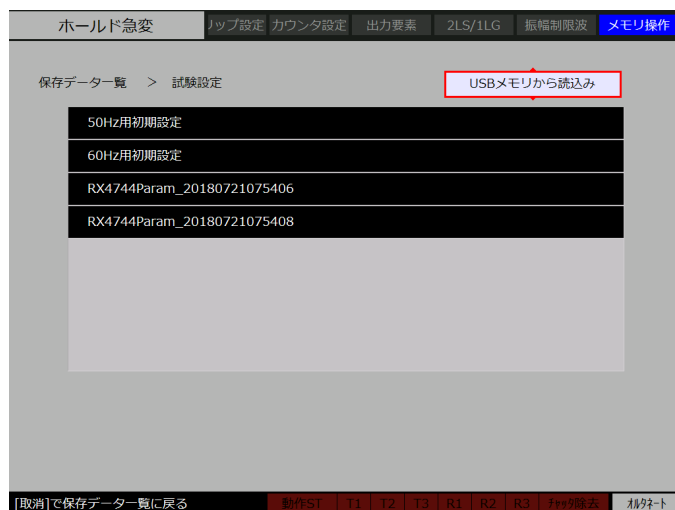 ホールド急変 リップ設定 カウンタ設定 出力要素 2LS/1LG 振幅制限波 メモリ操作
保存データ一覧 > 試験設定 USBメモリから読込み
50Hz用初期設定
60Hz用初期設定
RX4744Param_20180721075406
RX4744Param_20180721075408
[取消]で保存データ一覧に戻る 動作ST T1 T2 T3 R1 R2 R3 ﾁｬｯﾀ除去 ｵﾙﾀﾈｰﾄ